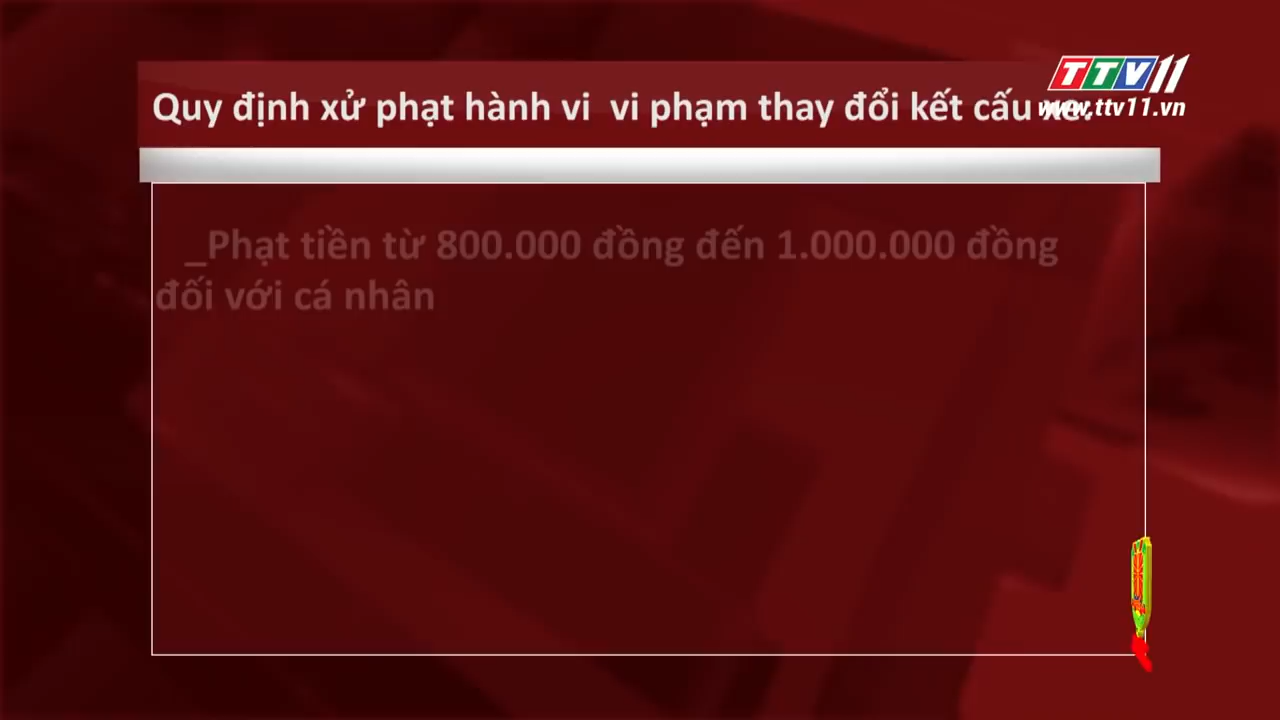 TTV11
www.ttv11.vn
Quy định xử phạt hành vi vi phạm thay đổi kết cấu xe:
_Phạt tiền từ 800.000 đồng đến 1.000.000 đồng
đối với cá nhân